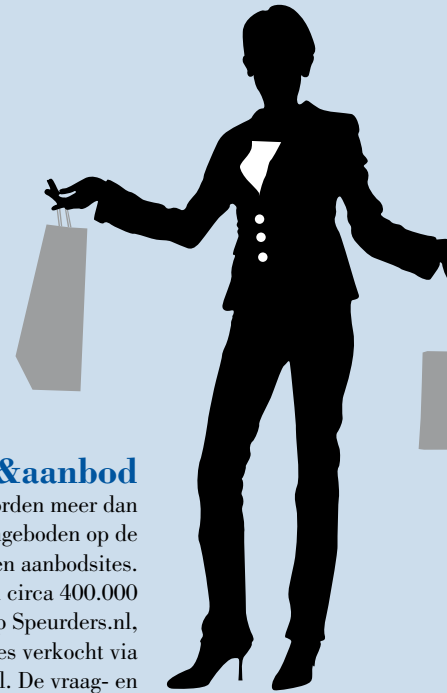 &aanbod
orden meer dan
geboden op de
en aanbodsites.
circa 400.000
Speurders.nl,
es verkocht via
l. De vraag- en